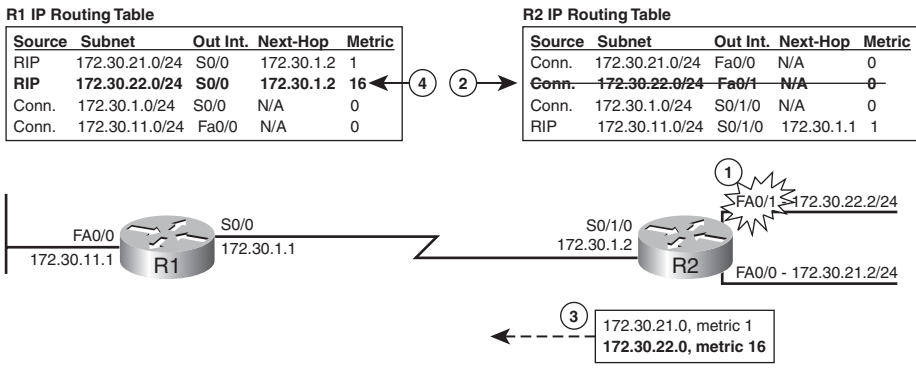 R1 IP Routing Table
Source Subnet Out Int. Next-Hop Metric
RIP 172.30.21.0/24 S0/0 172.30.1.2 1
RIP 172.30.22.0/24 S0/0 172.30.1.2 16
Conn. 172.30.1.0/24 S0/0 N/A 0
Conn. 172.30.11.0/24 Fa0/0 N/A 0
4
2
R2 IP Routing Table
Source Subnet Out Int. Next-Hop Metric
Conn. 172.30.21.0/24 Fa0/0 N/A 0
Conn. 172.30.22.0/24 Fa0/1 N/A 0
Conn. 172.30.1.0/24 S0/1/0 N/A 0
RIP 172.30.11.0/24 S0/1/0 172.30.1.1 1
1
FA0/1 - 172.30.22.2/24
FA0/0
172.30.11.1
R1
S0/0
172.30.1.1
S0/1/0
172.30.1.2
R2
FA0/0 - 172.30.21.2/24
3
172.30.21.0, metric 1
172.30.22.0, metric 16